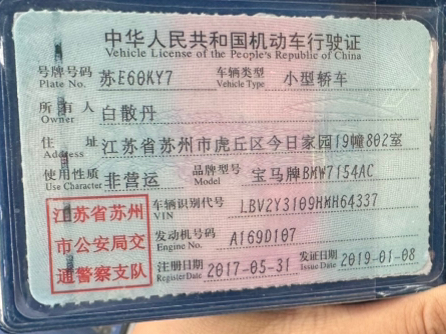 中华人民共和国机动车行驶证
Vehicle License of the People's Republic of China
号牌号码 苏E60KY7 车辆类型 小型轿车
Plate No. Vehicle Type
所有人 白散丹
Owner
住址 江苏省苏州市虎丘区今日家园19幢802室
Address
使用性质 非营运 品牌型号 宝马牌BMW7154AC
Use Character Model
江苏省苏州市公安局交通警察支队
车辆识别代号 LBV2Y3109HMH64337
VIN
发动机号码 A169D107
Engine No.
注册日期 2017-05-31 发证日期 2019-01-08
Register Date Issue Date